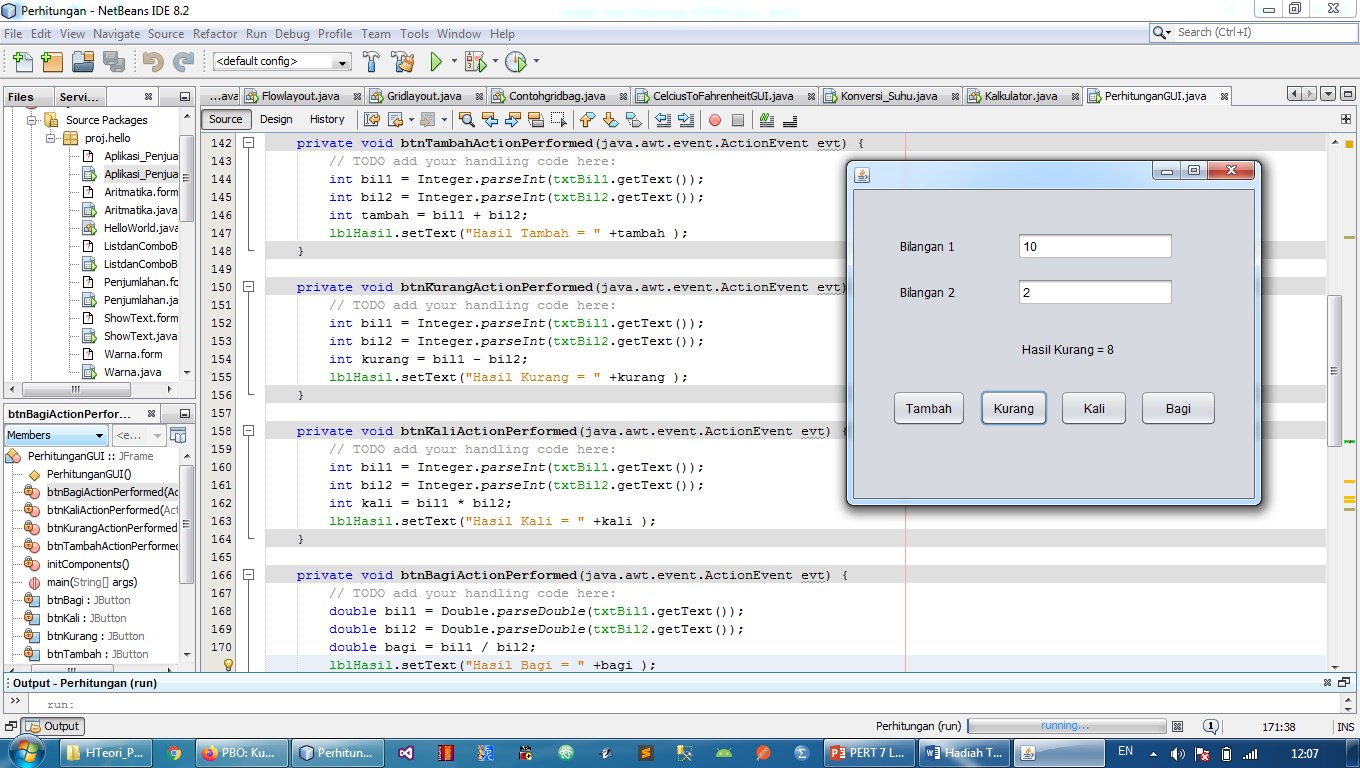 Perhitungan - NetBeans IDE 8.2
File Edit View Navigate Source Refactor Run Debug Profile Team Tools Window Help
Search (Ctrl+I)
<default config>
Files Servi...
...ava Flowlayout.java Gridlayout.java Contohgridbag.java CelciusToFahrenheitGUI.java Konversi_Suhu.java Kalkulator.java PerhitunganGUI.java
Source Design History
Source Packages
proj.hello
Aplikasi_Penjua
Aplikasi_Penjua
Aritmatika.form
Aritmatika.java
HelloWorld.java
ListdanComboB
ListdanComboB
Penjumlahan.fo
Penjumlahan.ja
ShowText.form
ShowText.java
Warna.form
Warna.java
btnBagiActionPerfor...
Members <e...
PerhitunganGUI :: JFrame
PerhitunganGUI()
btnBagiActionPerformed(Ac
btnKaliActionPerformed(Act
btnKurangActionPerformed
btnTambahActionPerformed
initComponents()
main(String[] args)
btnBagi : JButton
btnKali : JButton
btnKurang : JButton
btnTambah : JButton
142 private void btnTambahActionPerformed(java.awt.event.ActionEvent evt) {
143 // TODO add your handling code here:
144 int bil1 = Integer.parseInt(txtBil1.getText());
145 int bil2 = Integer.parseInt(txtBil2.getText());
146 int tambah = bil1 + bil2;
147 lblHasil.setText("Hasil Tambah = " +tambah );
148 }
149
150 private void btnKurangActionPerformed(java.awt.event.ActionEvent evt)
151 // TODO add your handling code here:
152 int bil1 = Integer.parseInt(txtBil1.getText());
153 int bil2 = Integer.parseInt(txtBil2.getText());
154 int kurang = bil1 - bil2;
155 lblHasil.setText("Hasil Kurang = " +kurang );
156 }
157
158 private void btnKaliActionPerformed(java.awt.event.ActionEvent evt) {
159 // TODO add your handling code here:
160 int bil1 = Integer.parseInt(txtBil1.getText());
161 int bil2 = Integer.parseInt(txtBil2.getText());
162 int kali = bil1 * bil2;
163 lblHasil.setText("Hasil Kali = " +kali );
164 }
165
166 private void btnBagiActionPerformed(java.awt.event.ActionEvent evt) {
167 // TODO add your handling code here:
168 double bil1 = Double.parseDouble(txtBil1.getText());
169 double bil2 = Double.parseDouble(txtBil2.getText());
170 double bagi = bil1 / bil2;
lblHasil.setText("Hasil Bagi = " +bagi );
Bilangan 1 10
Bilangan 2 2
Hasil Kurang = 8
Tambah Kurang Kali Bagi
Output - Perhitungan (run)
run:
Output
Perhitungan (run) running... 1 171:38 INS
HTeori_P... PBO: Ku... Perhitun... PERT 7 L... Hadiah T... EN 12:07